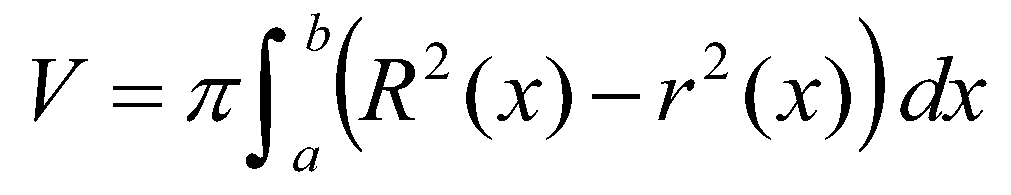 V = π∫_a^b (R²(x) − r²(x)) dx